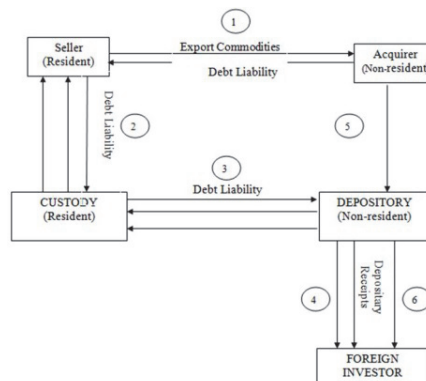 1
Seller
(Resident)
Export Commodities
Debt Liability
Acquirer
(Non-resident)
Debt Liability
2
5
3
Debt Liability
CUSTODY
(Resident)
DEPOSITORY
(Non-resident)
4
Depositary
Receipts
6
FOREIGN
INVESTOR